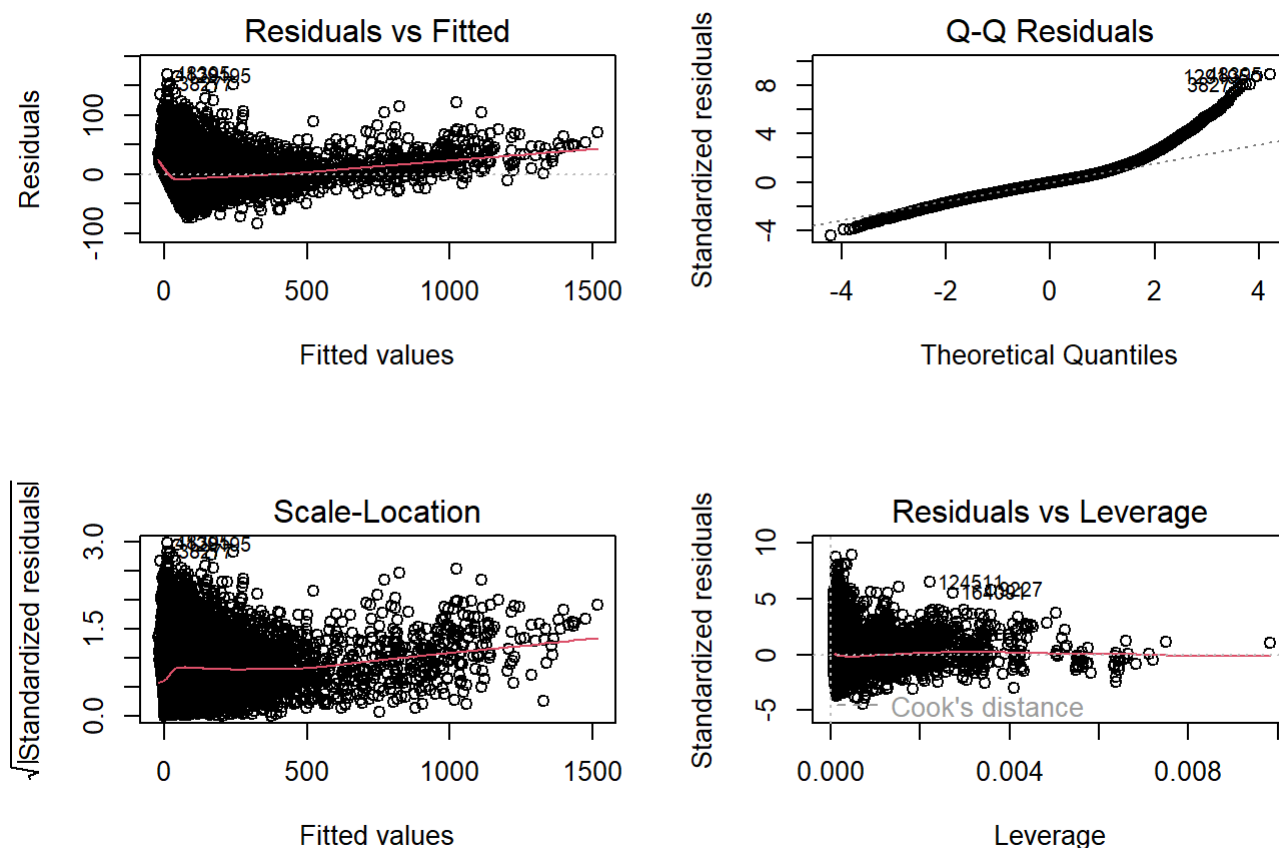 Residuals vs Fitted
Residuals
-100
0
100
38277
0
500
1000
1500
Fitted values
Q-Q Residuals
Standardized residuals
-4
0
4
8
-4
-2
0
2
4
Theoretical Quantiles
Scale-Location
√|Standardized residuals|
0.0
1.5
3.0
38277
0
500
1000
1500
Fitted values
Residuals vs Leverage
Standardized residuals
-5
0
5
10
124511
Cook's distance
0.000
0.004
0.008
Leverage